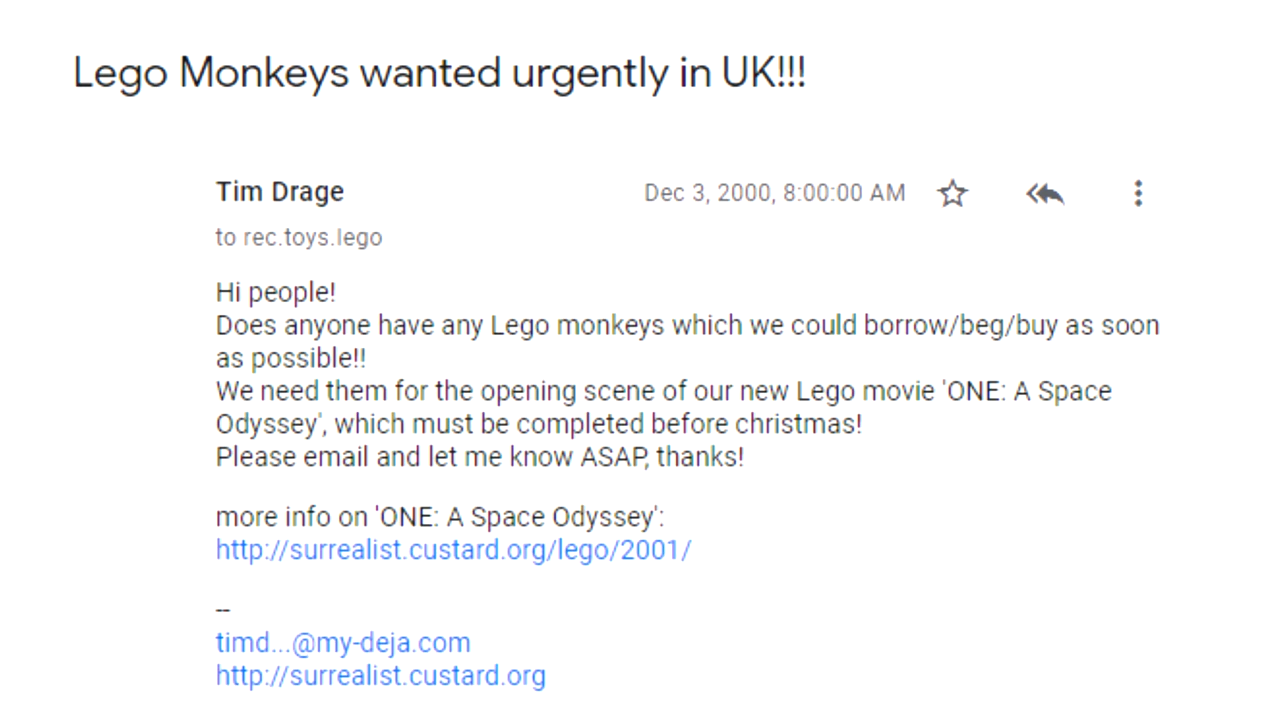 Lego Monkeys wanted urgently in UK!!!
Tim Drage
Dec 3, 2000, 8:00:00 AM
to rec.toys.lego
Hi people!
Does anyone have any Lego monkeys which we could borrow/beg/buy as soon
as possible!!
We need them for the opening scene of our new Lego movie 'ONE: A Space
Odyssey', which must be completed before christmas!
Please email and let me know ASAP, thanks!
more info on 'ONE: A Space Odyssey':
http://surrealist.custard.org/lego/2001/
--
timd...@my-deja.com
http://surrealist.custard.org